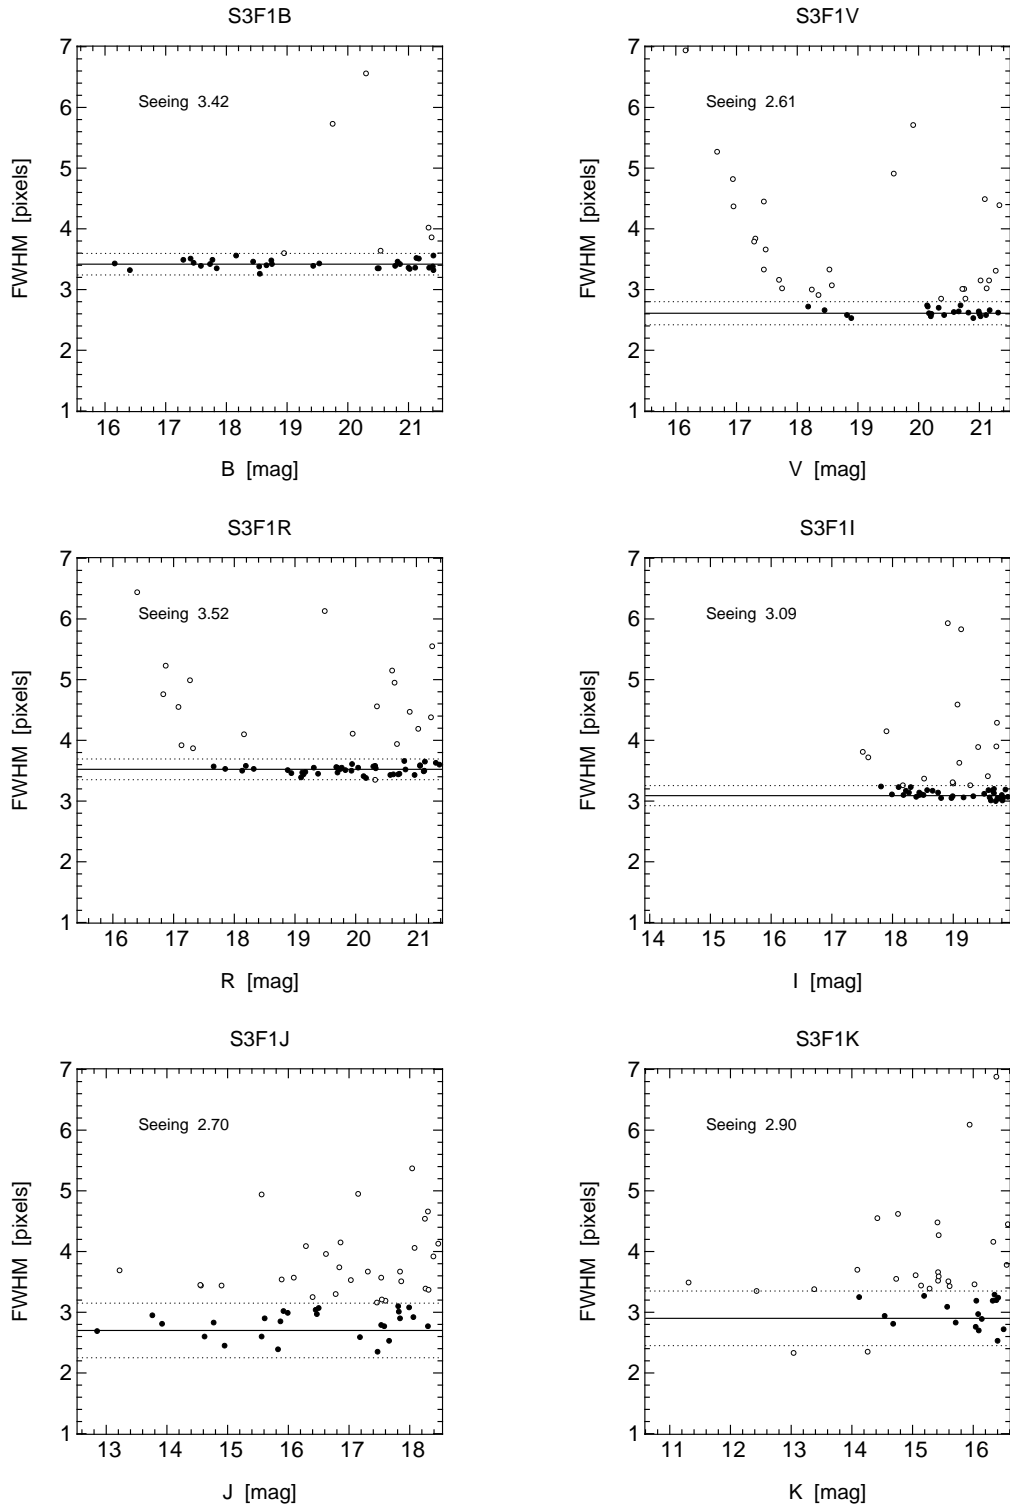 S3F1B
7
6
5
4
3
2
1
FWHM [pixels]
Seeing 3.42
16 17 18 19 20 21
B [mag]
S3F1V
7
6
5
4
3
2
1
FWHM [pixels]
Seeing 2.61
16 17 18 19 20 21
V [mag]
S3F1R
7
6
5
4
3
2
1
FWHM [pixels]
Seeing 3.52
16 17 18 19 20 21
R [mag]
S3F1I
7
6
5
4
3
2
1
FWHM [pixels]
Seeing 3.09
14 15 16 17 18 19
I [mag]
S3F1J
7
6
5
4
3
2
1
FWHM [pixels]
Seeing 2.70
13 14 15 16 17 18
J [mag]
S3F1K
7
6
5
4
3
2
1
FWHM [pixels]
Seeing 2.90
11 12 13 14 15 16
K [mag]